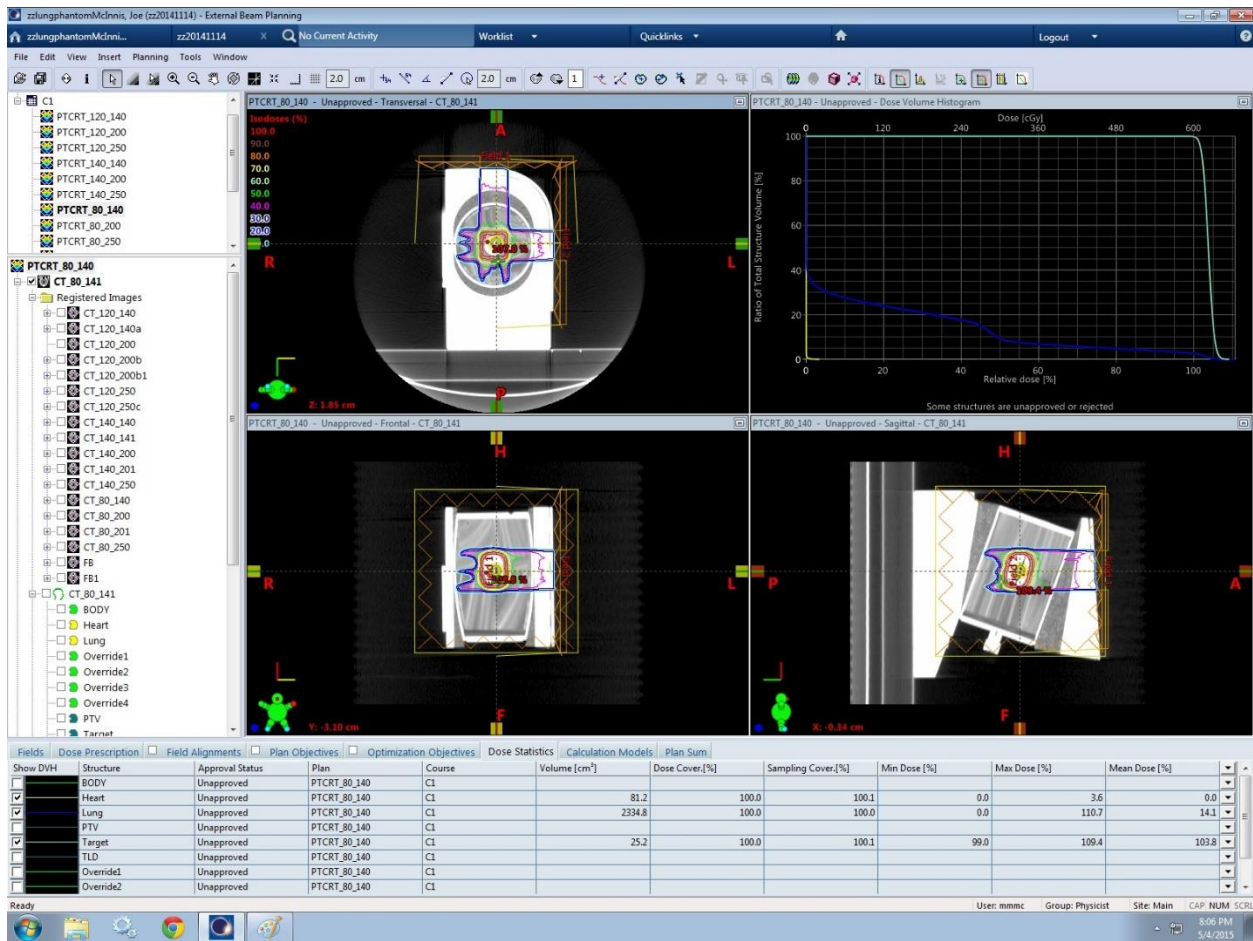 zzlungphantomMcInnis, Joe (zz20141114) - External Beam Planning
zzlungphantomMcInni... zz20141114 X No Current Activity Worklist Quicklinks Logout
File Edit View Insert Planning Tools Window
2.0 cm 2.0 cm 1
C1
PTCRT_120_140
PTCRT_120_200
PTCRT_120_250
PTCRT_140_140
PTCRT_140_200
PTCRT_140_250
PTCRT_80_140
PTCRT_80_200
PTCRT_80_250
PTCRT_80_140
CT_80_141
Registered Images
CT_120_140
CT_120_140a
CT_120_200
CT_120_200b
CT_120_200b1
CT_120_250
CT_120_250c
CT_140_140
CT_140_141
CT_140_200
CT_140_201
CT_140_250
CT_80_140
CT_80_200
CT_80_201
CT_80_250
FB
FB1
CT_80_141
BODY
Heart
Lung
Override1
Override2
Override3
Override4
PTV
Target
PTCRT_80_140 - Unapproved - Transversal - CT_80_141
Isodoses (%)
100.0
90.0
80.0
70.0
60.0
50.0
40.0
30.0
20.0
A
Field 1
Field 2
R
L
P
Z: 1.85 cm
PTCRT_80_140 - Unapproved - Dose Volume Histogram
Dose [cGy]
0 120 240 360 480 600
Ratio of Total Structure Volume [%]
100
80
60
40
20
0
0 20 40 60 80 100
Relative dose [%]
Some structures are unapproved or rejected
PTCRT_80_140 - Unapproved - Frontal - CT_80_141
H
Field 1
R
L
F
Y: -3.10 cm
PTCRT_80_140 - Unapproved - Sagittal - CT_80_141
H
Field 2
P
A
F
X: -0.34 cm
Fields Dose Prescription Field Alignments Plan Objectives Optimization Objectives Dose Statistics Calculation Models Plan Sum
Show DVH Structure Approval Status Plan Course Volume [cm³] Dose Cover.[%] Sampling Cover.[%] Min Dose [%] Max Dose [%] Mean Dose [%]
BODY Unapproved PTCRT_80_140 C1
Heart Unapproved PTCRT_80_140 C1 81.2 100.0 100.1 0.0 3.6 0.0
Lung Unapproved PTCRT_80_140 C1 2334.8 100.0 100.0 0.0 110.7 14.1
PTV Unapproved PTCRT_80_140 C1
Target Unapproved PTCRT_80_140 C1 25.2 100.0 100.1 99.0 109.4 103.8
TLD Unapproved PTCRT_80_140 C1
Override1 Unapproved PTCRT_80_140 C1
Override2 Unapproved PTCRT_80_140 C1
Ready User: mmmc Group: Physicist Site: Main CAP NUM SCRL
8:06 PM
5/4/2015